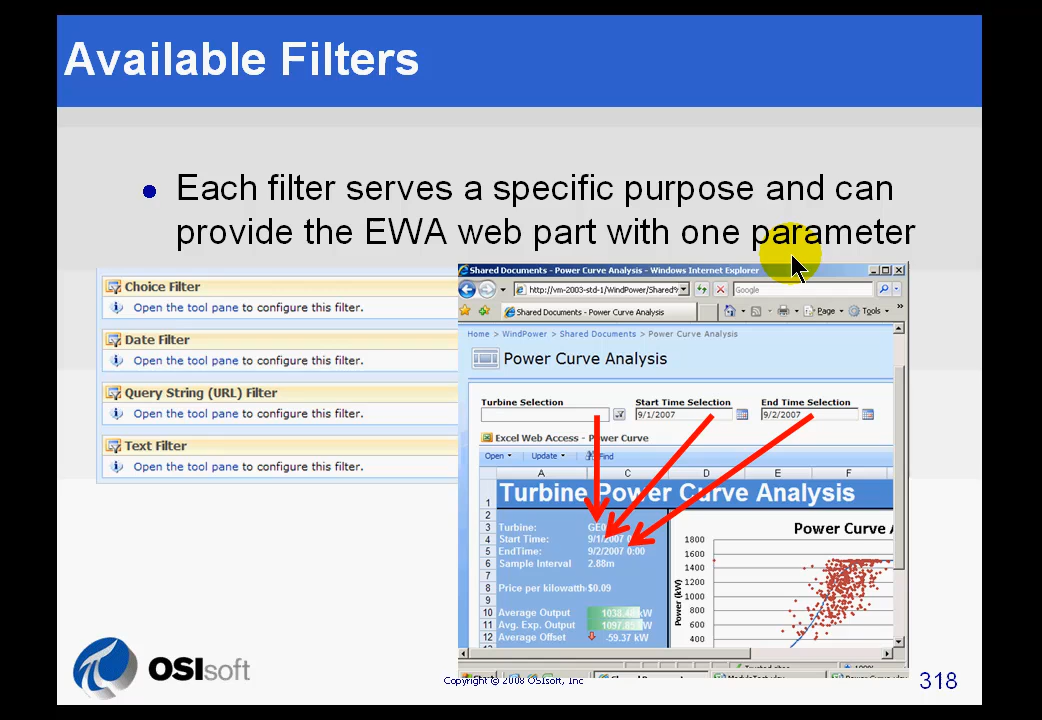 Available Filters
Each filter serves a specific purpose and can
provide the EWA web part with one parameter
Choice Filter
Open the tool pane to configure this filter.
Date Filter
Open the tool pane to configure this filter.
Query String (URL) Filter
Open the tool pane to configure this filter.
Text Filter
Open the tool pane to configure this filter.
Shared Documents - Power Curve Analysis - Windows Internet Explorer
http://vm-2003-std-1/WindPower/Shared%
Google
Shared Documents - Power Curve Analysis
Page
Tools
Home > WindPower > Shared Documents > Power Curve Analysis
Power Curve Analysis
Turbine Selection Start Time Selection End Time Selection
9/1/2007 9/2/2007
Excel Web Access - Power Curve
Open Update Find
A C D E F
1 Turbine Power Curve Analysis
2
3 Turbine:
4 Start Time: 9/1/2007
5 EndTime: 9/2/2007 0:00
6 Sample Interval 2.88m
7
8 Price per kilowatth $0.09
10 Average Output 1038.48kW
11 Avg. Exp. Output kW
12 Average Offset -59.37 kW
Power Curve
Power (kW)
1800
1600
1400
1200
1000
800
600
400
OSIsoft
Copyright © 2008 OSIsoft, Inc
318